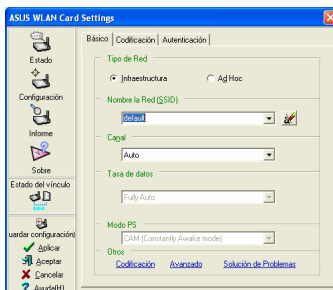 ASUS WLAN Card Settings
Estado
Configuración
Informe
Sobre
Estado del vínculo
uardar configuración(
Aplicar
Aceptar
Cancelar
Ayuda(H)
Básico
Codificación
Autenticación
Tipo de Red
Infraestructura
Ad Hoc
Nombre la Red (SSID)
default
Canal
Auto
Tasa de datos
Fully Auto
Modo PS
CAM (Constantly Awake mode)
Otros
Codificación
Avanzado
Solución de Problemas